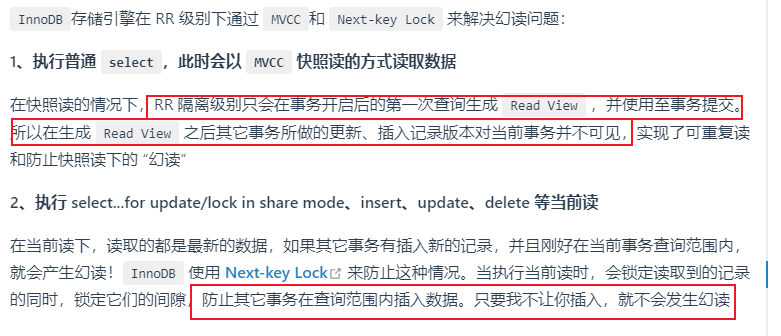 InnoDB存储引擎在 RR 级别下通过 MVCC和 Next-key Lock 来解决幻读问题：
1、执行普通 select，此时会以 MVCC 快照读的方式读取数据
在快照读的情况下，RR 隔离级别只会在事务开启后的第一次查询生成 Read View ，并使用至事务提交。
所以在生成 Read View 之后其它事务所做的更新、插入记录版本对当前事务并不可见，实现了可重复读
和防止快照读下的 “幻读”
2、执行 select...for update/lock in share mode、insert、update、delete 等当前读
在当前读下，读取的都是最新的数据，如果其它事务有插入新的记录，并且刚好在当前事务查询范围内，
就会产生幻读！InnoDB 使用 Next-key Lock 来防止这种情况。当执行当前读时，会锁定读取到的记录
的同时，锁定它们的间隙，防止其它事务在查询范围内插入数据。只要我不让你插入，就不会发生幻读